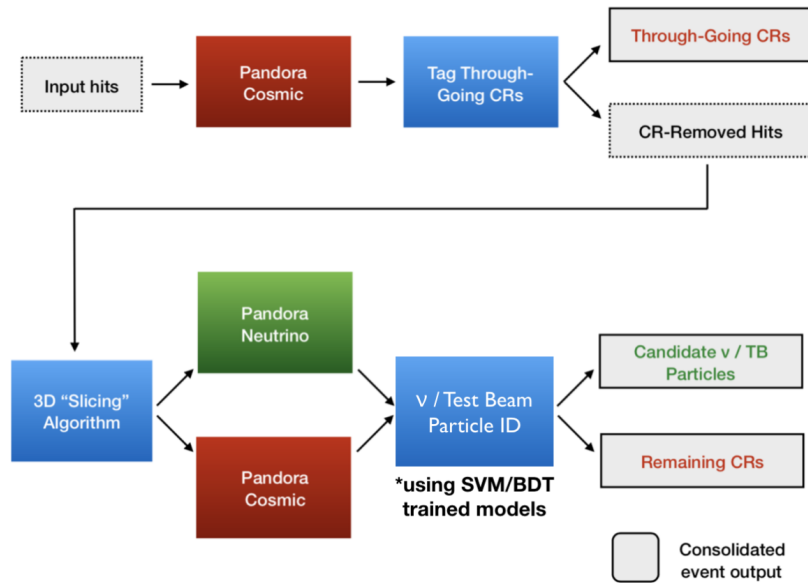 Input hits
Pandora
Cosmic
Tag Through-
Going CRs
Through-Going CRs
CR-Removed Hits
3D “Slicing”
Algorithm
Pandora
Neutrino
Pandora
Cosmic
ν / Test Beam
Particle ID
*using SVM/BDT
trained models
Candidate ν / TB
Particles
Remaining CRs
Consolidated
event output